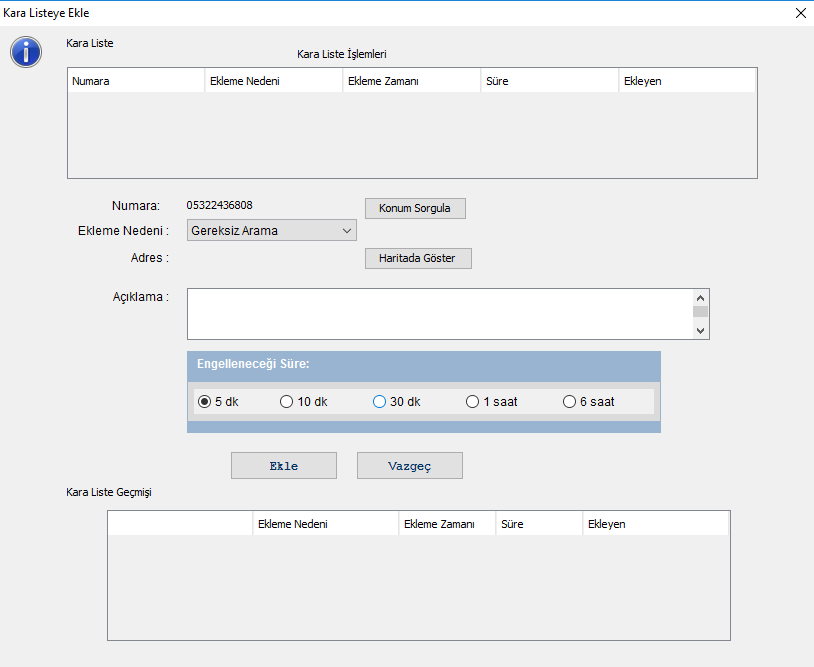 Kara Listeye Ekle
Kara Liste
Kara Liste İşlemleri
Numara Ekleme Nedeni Ekleme Zamanı Süre Ekleyen
Numara: 05322436808 Konum Sorgula
Ekleme Nedeni : Gereksiz Arama
Adres : Haritada Göster
Açıklama :
Engelleneceği Süre:
5 dk 10 dk 30 dk 1 saat 6 saat
Ekle Vazgeç
Kara Liste Geçmişi
Ekleme Nedeni Ekleme Zamanı Süre Ekleyen